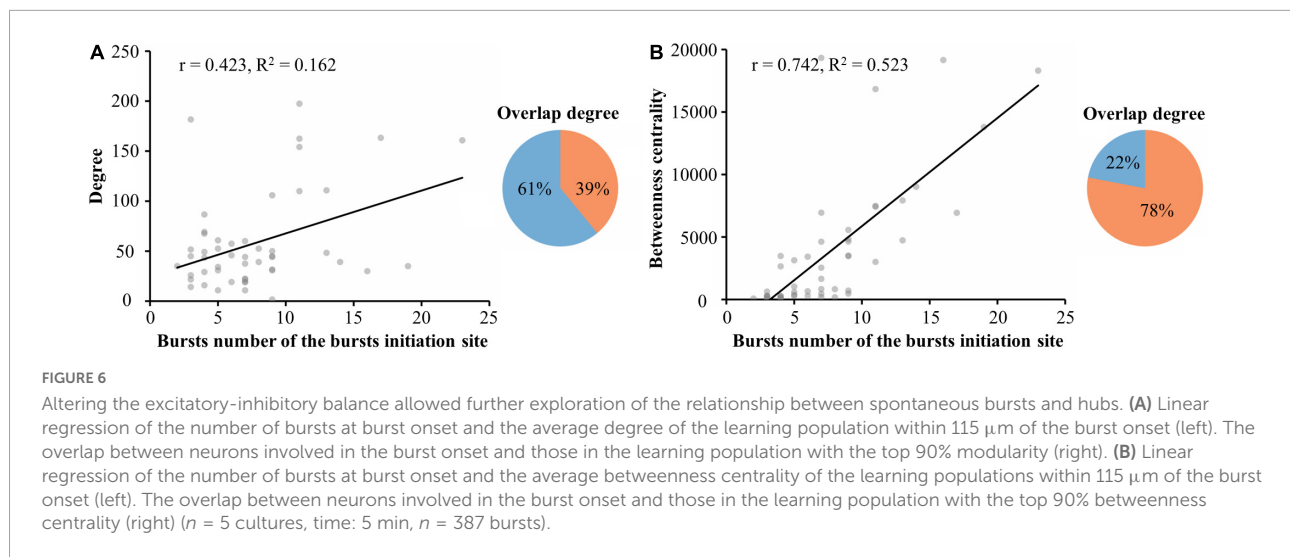 A
r = 0.423, R² = 0.162
250
200
150
100
50
0
Degree
0 5 10 15 20 25
Bursts number of the bursts initiation site
Overlap degree
61%
39%
B
r = 0.742, R² = 0.523
20000
15000
10000
5000
0
Betweenness centrality
0 5 10 15 20 25
Bursts number of the bursts initiation site
Overlap degree
22%
78%
FIGURE 6
Altering the excitatory-inhibitory balance allowed further exploration of the relationship between spontaneous bursts and hubs. (A) Linear
regression of the number of bursts at burst onset and the average degree of the learning population within 115 μm of the burst onset (left). The
overlap between neurons involved in the burst onset and those in the learning population with the top 90% modularity (right). (B) Linear
regression of the number of bursts at burst onset and the average betweenness centrality of the learning populations within 115 μm of the burst
onset (left). The overlap between neurons involved in the burst onset and those in the learning population with the top 90% betweenness
centrality (right) (n = 5 cultures, time: 5 min, n = 387 bursts).